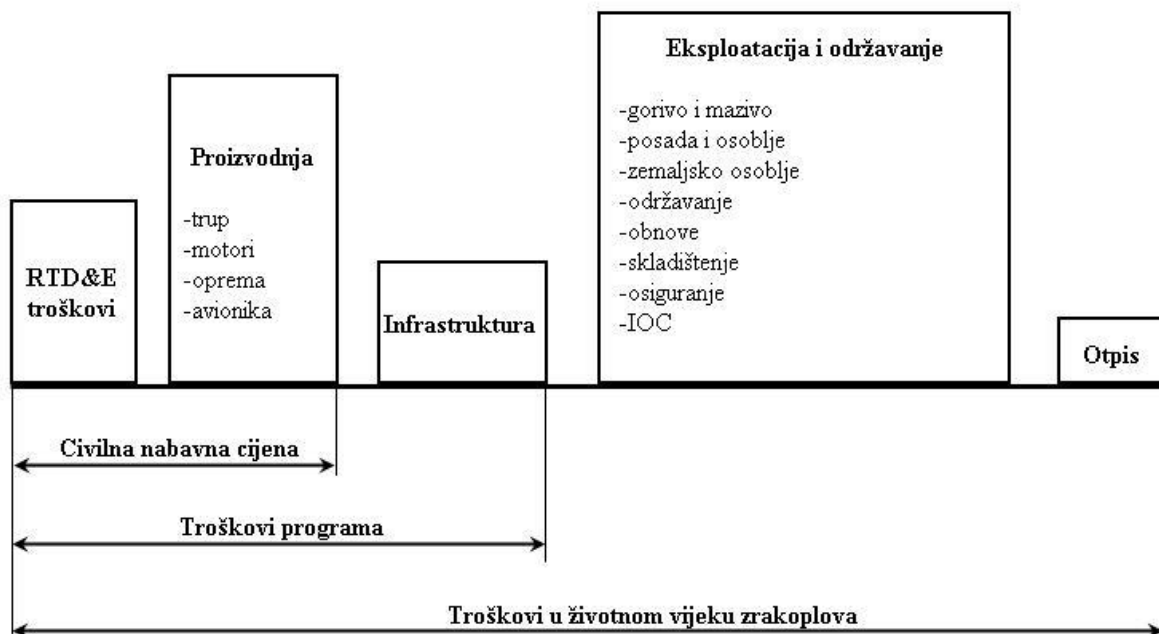 Eksploatacija i održavanje
-gorivo i mazivo
-posada i osoblje
-zemaljsko osoblje
-održavanje
-obnove
-skladištenje
-osiguranje
-IOC
Proizvodnja
-trup
-motori
-oprema
-avionika
RTD&E
troškovi
Infrastruktura
Otpis
Civilna nabavna cijena
Troškovi programa
Troškovi u životnom vijeku zrakoplova